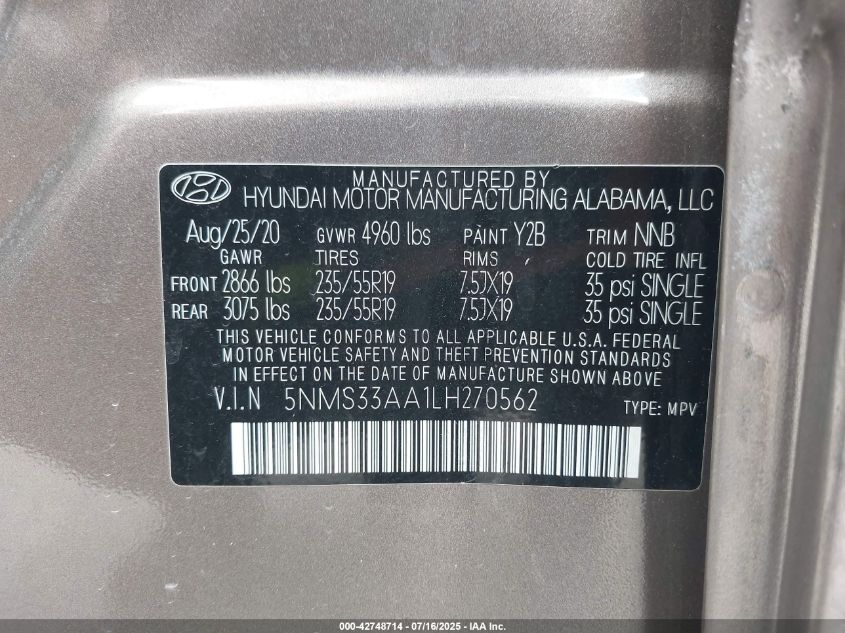 MANUFACTURED BY
HYUNDAI MOTOR MANUFACTURING ALABAMA, LLC
Aug/25/20 GVWR 4960 lbs PAINT Y2B TRIM NNB
GAWR TIRES RIMS COLD TIRE INFL
FRONT 2866 lbs 235/55R19 7.5JX19 35 psi SINGLE
REAR 3075 lbs 235/55R19 7.5JX19 35 psi SINGLE
THIS VEHICLE CONFORMS TO ALL APPLICABLE U.S.A. FEDERAL
MOTOR VEHICLE SAFETY AND THEFT PREVENTION STANDARDS
IN EFFECT ON THE DATE OF MANUFACTURE SHOWN ABOVE
V.I.N 5NMS33AA1LH270562 TYPE: MPV
000-42748714 - 07/16/2025 - IAA Inc.